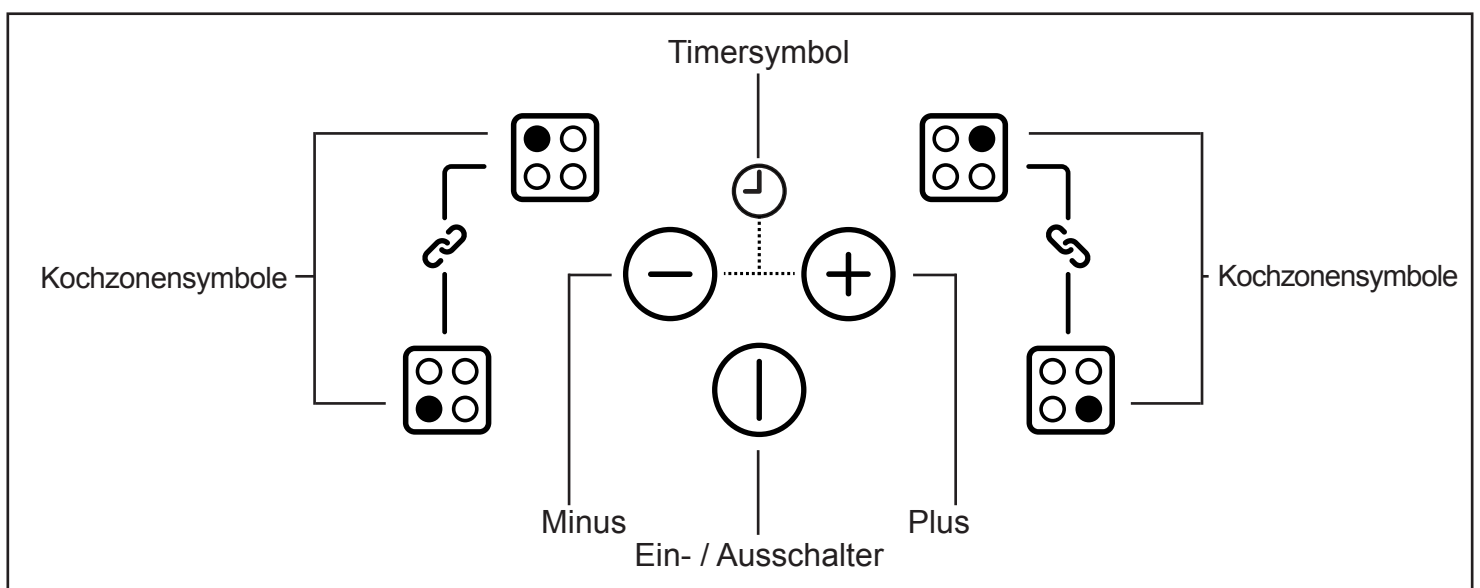 Timersymbol
Kochzonensymbole
Kochzonensymbole
Minus
Plus
Ein- / Ausschalter